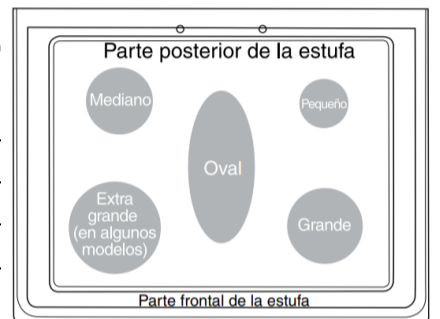 Parte posterior de la estufa
Mediano
Pequeño
Oval
Extra
grande
(en algunos
modelos)
Grande
Parte frontal de la estufa